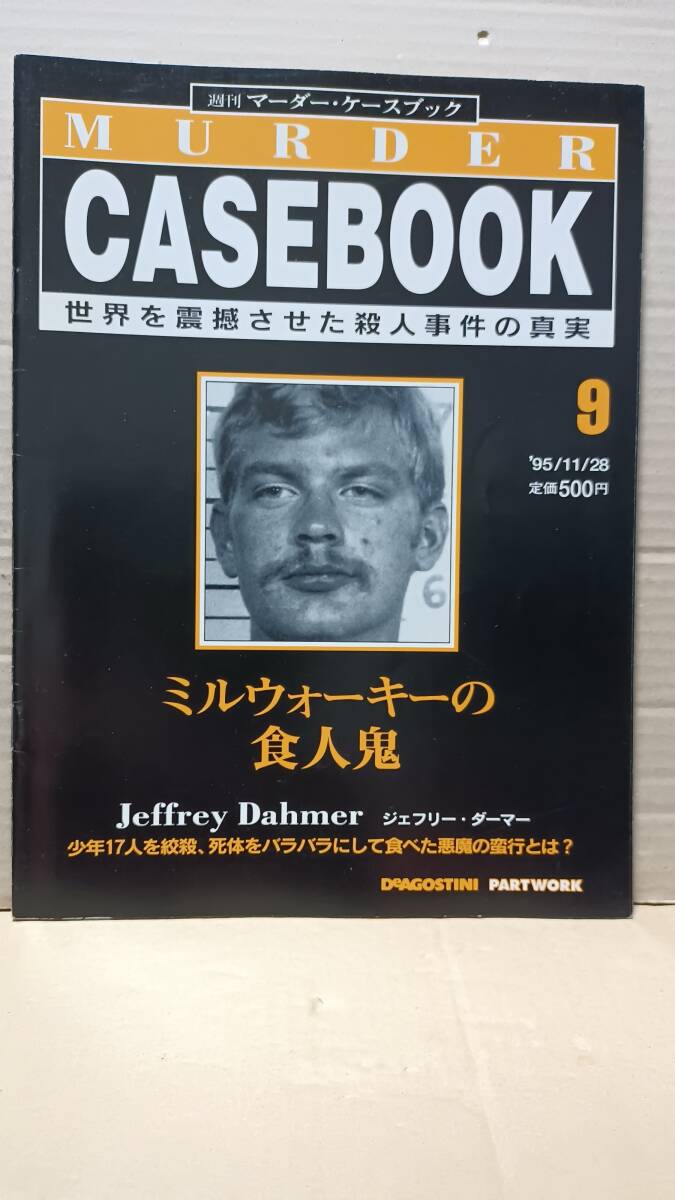 週刊 マーダー・ケースブック
MURDER
CASEBOOK
世界を震撼させた殺人事件の真実
9
'95/11/28
定価500円
6
ミルウォーキーの
食人鬼
Jeffrey Dahmer ジェフリー・ダーマー
少年17人を絞殺、死体をバラバラにして食べた悪魔の蛮行とは?
DeAGOSTINI PARTWORK